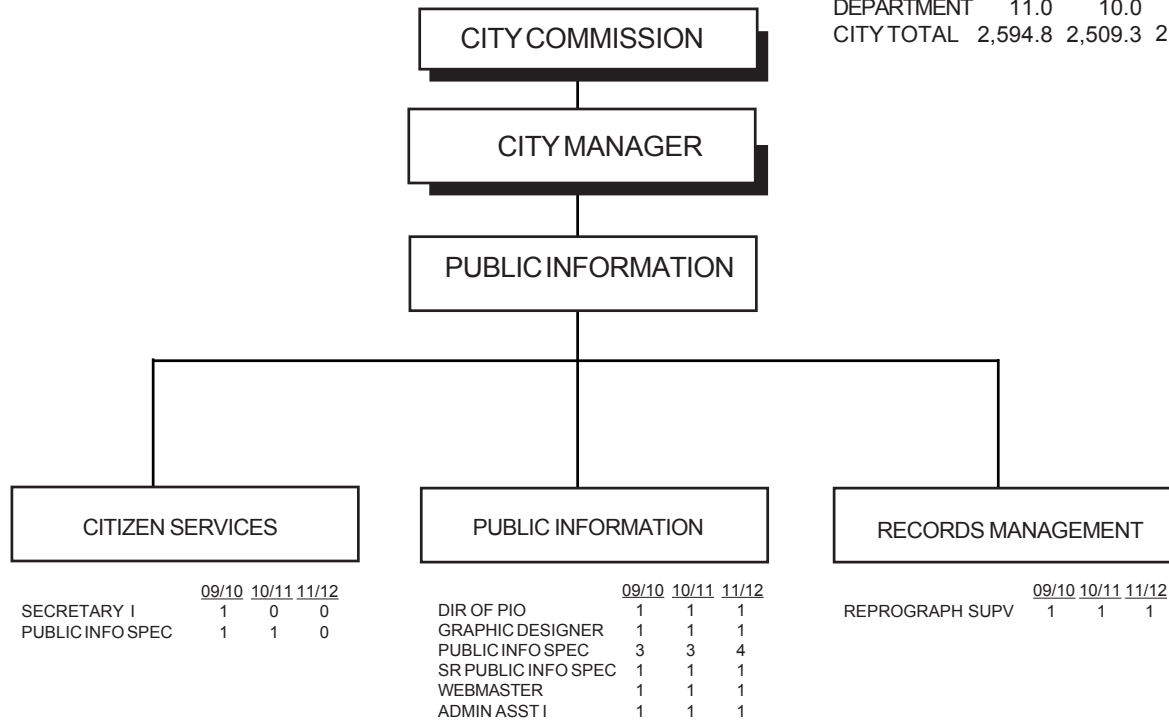 DEPARTMENT 11.0 10.0
CITY TOTAL 2,594.8 2,509.3 2
CITY COMMISSION
CITY MANAGER
PUBLIC INFORMATION
CITIZEN SERVICES
09/10 10/11 11/12
SECRETARY I 1 0 0
PUBLIC INFO SPEC 1 1 0
PUBLIC INFORMATION
09/10 10/11 11/12
DIR OF PIO 1 1 1
GRAPHIC DESIGNER 1 1 1
PUBLIC INFO SPEC 3 3 4
SR PUBLIC INFO SPEC 1 1 1
WEBMASTER 1 1 1
ADMIN ASST I 1 1 1
RECORDS MANAGEMENT
09/10 10/11 11/12
REPROGRAPH SUPV 1 1 1